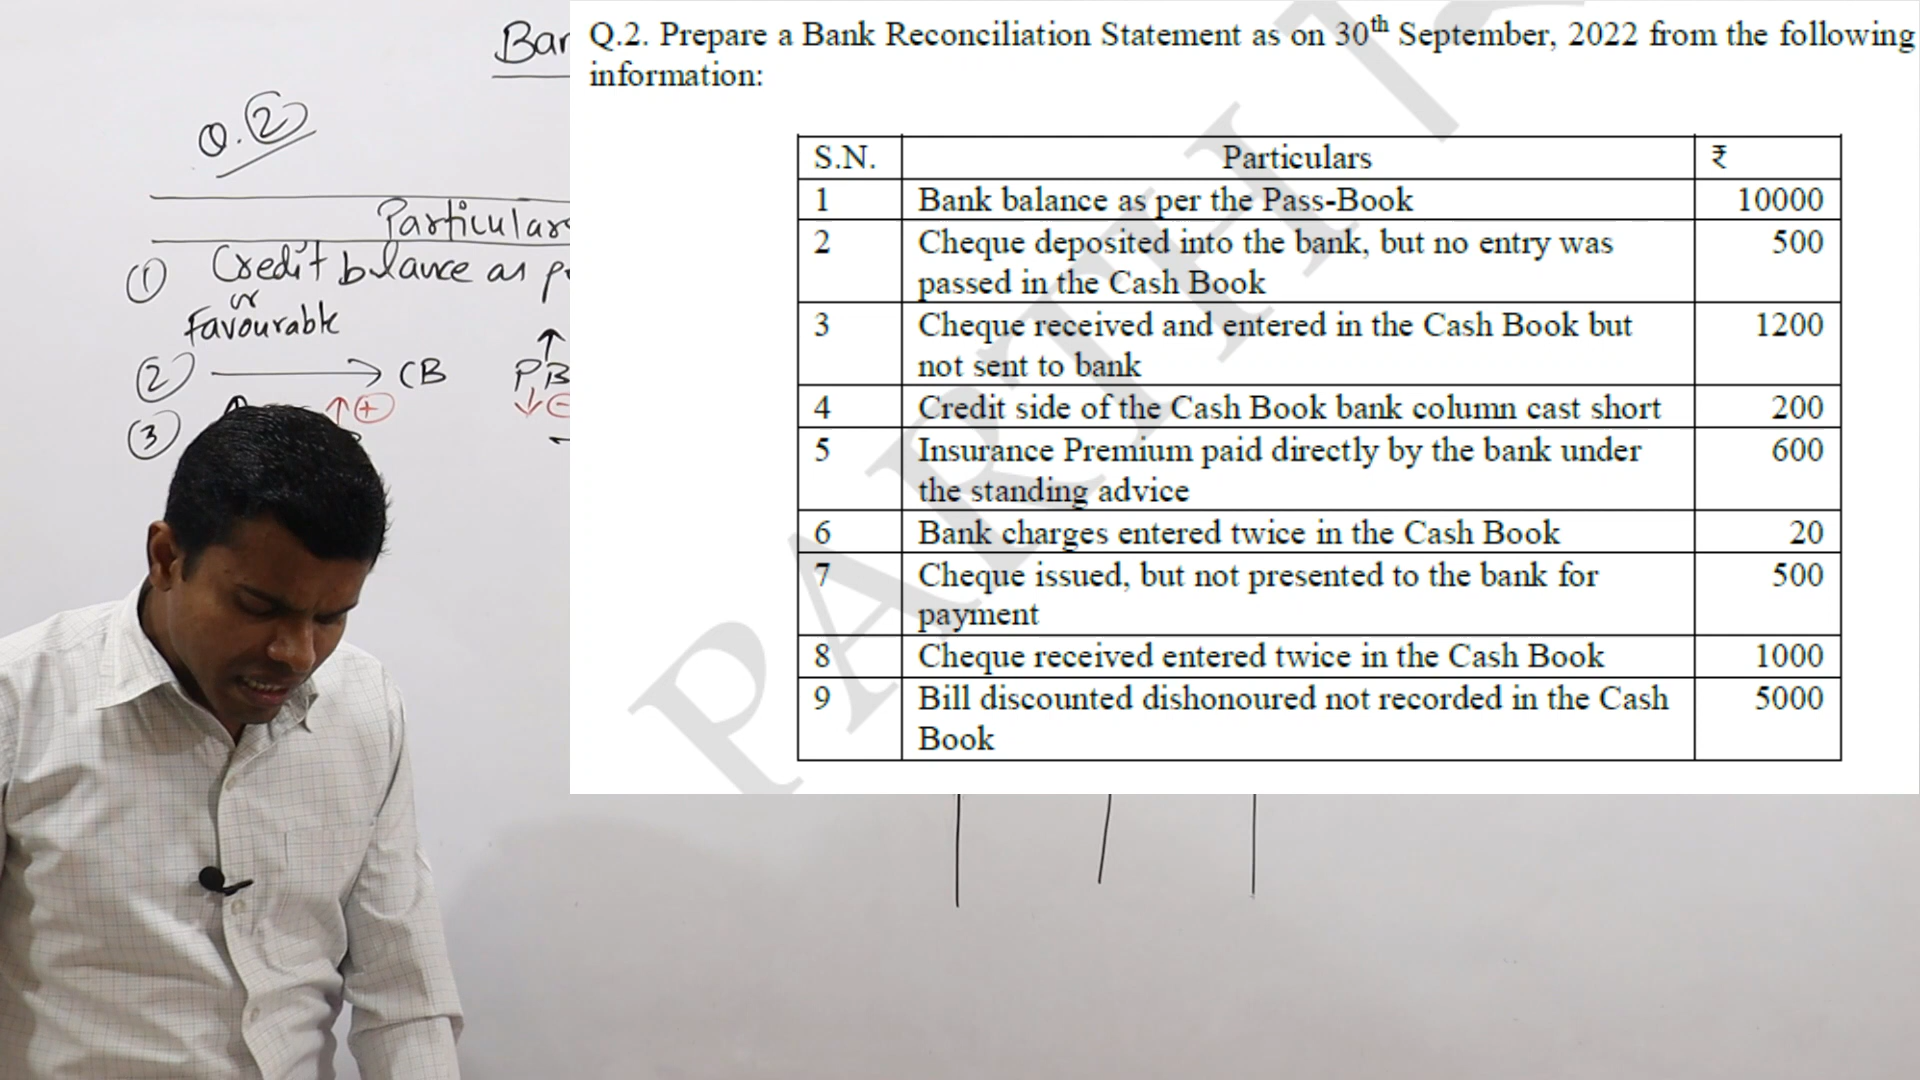 Ban
Q.2. Prepare a Bank Reconciliation Statement as on 30th September, 2022 from the following
information:
Q. 2
S.N. Particulars ₹
1 Bank balance as per the Pass-Book 10000
2 Cheque deposited into the bank, but no entry was 500
passed in the Cash Book
3 Cheque received and entered in the Cash Book but 1200
not sent to bank
4 Credit side of the Cash Book bank column cast short 200
5 Insurance Premium paid directly by the bank under 600
the standing advice
6 Bank charges entered twice in the Cash Book 20
7 Cheque issued, but not presented to the bank for 500
payment
8 Cheque received entered twice in the Cash Book 1000
9 Bill discounted dishonoured not recorded in the Cash 5000
Book
Particulars
1 Credit balance as p
or
Favourable
2 → CB PB
3 ↑ +
PARTH